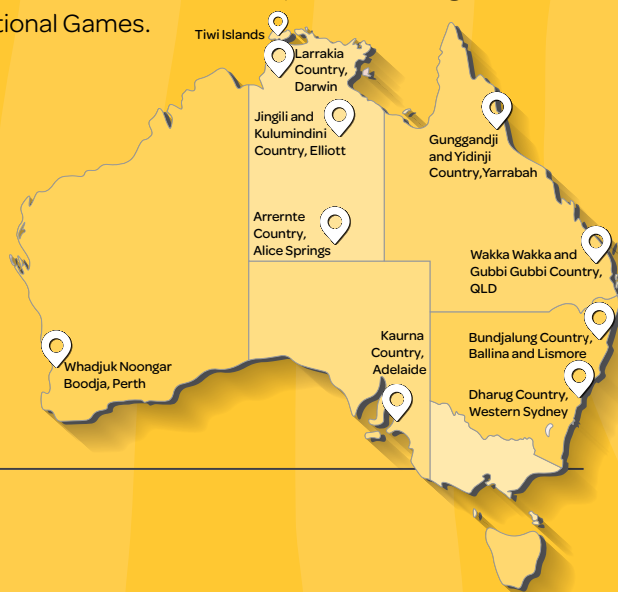 tional Games.
Tiwi Islands
Larrakia
Country,
Darwin
Jingili and
Kulumindini
Country, Elliott
Gunggandji
and Yidinji
Country,Yarrabah
Arrernte
Country,
Alice Springs
Wakka Wakka and
Gubbi Gubbi Country,
QLD
Kaurna
Country,
Adelaide
Bundjalung Country,
Ballina and Lismore
Whadjuk Noongar
Boodja, Perth
Dharug Country,
Western Sydney